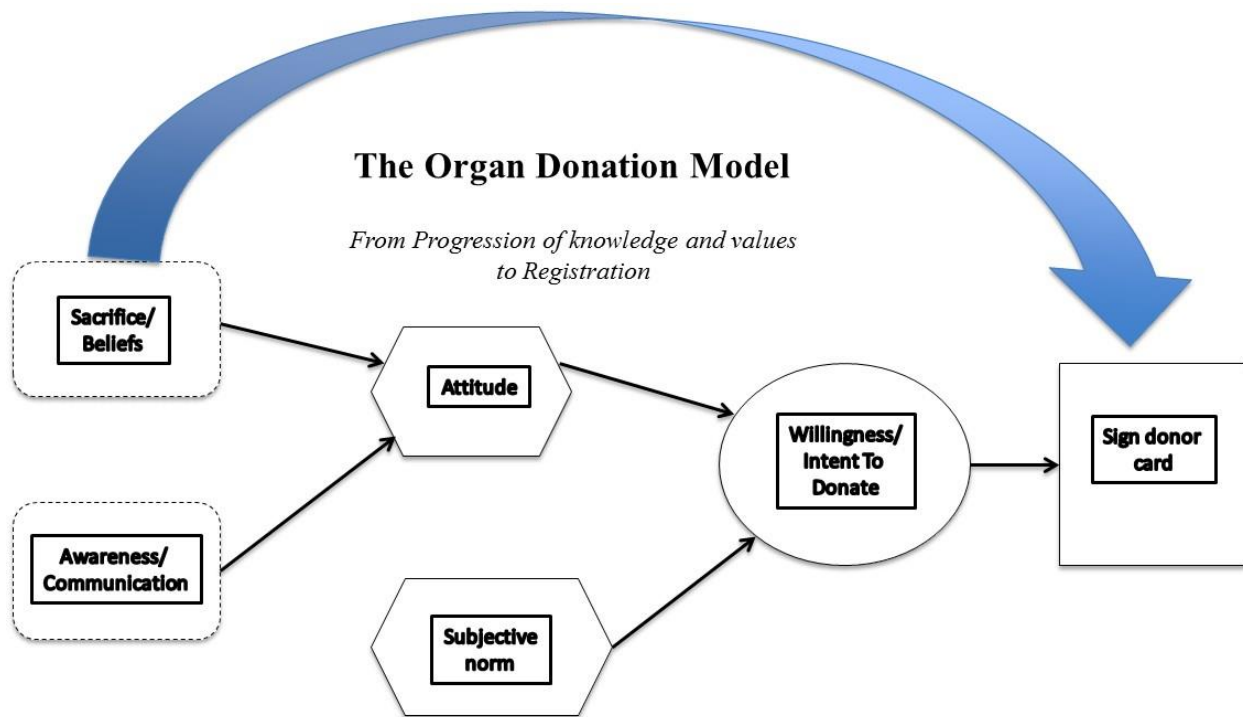 The Organ Donation Model
From Progression of knowledge and values
to Registration
Sacrifice/
Beliefs
Attitude
Willingness/
Intent To
Donate
Sign donor
card
Awareness/
Communication
Subjective
norm